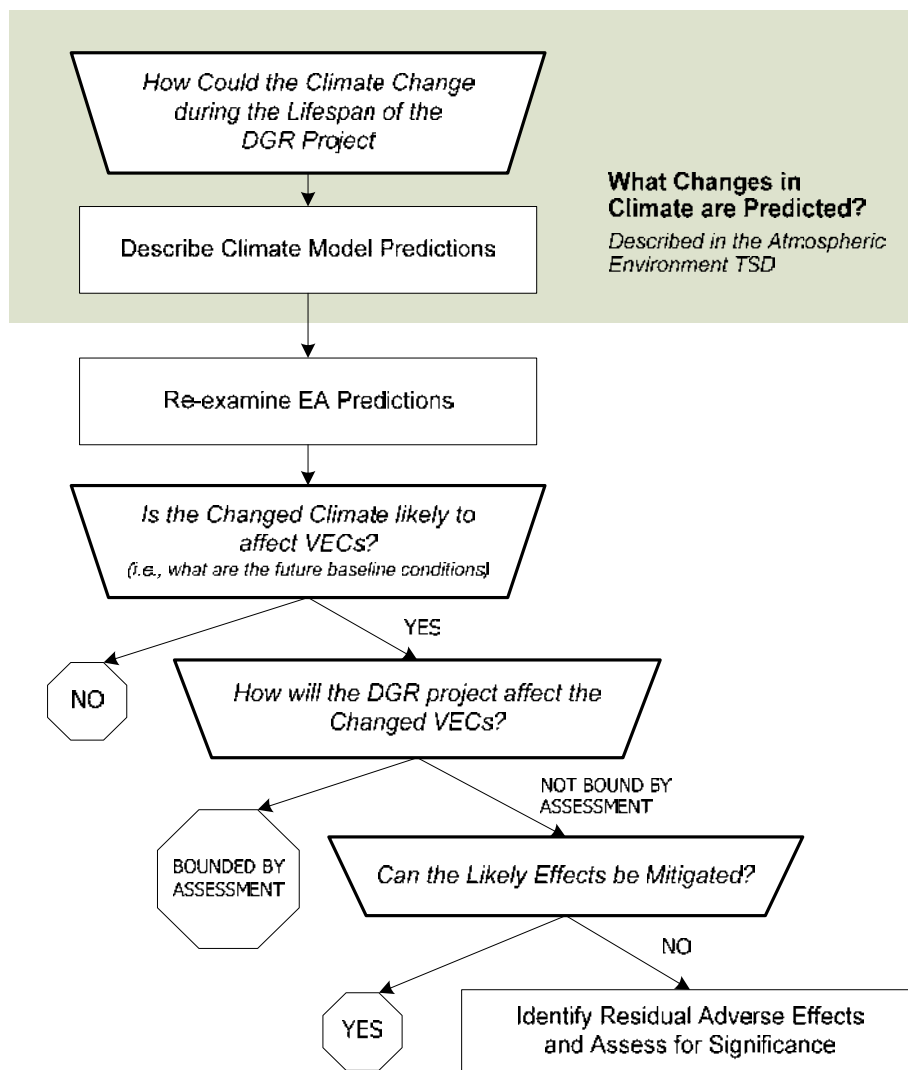 How Could the Climate Change
during the Lifespan of the
DGR Project
What Changes in
Climate are Predicted?
Described in the Atmospheric
Environment TSD
Describe Climate Model Predictions
Re-examine EA Predictions
Is the Changed Climate likely to
affect VECs?
(i.e., what are the future baseline conditions)
YES
NO
How will the DGR project affect the
Changed VECs?
NOT BOUND BY
ASSESSMENT
BOUNDED BY
ASSESSMENT
Can the Likely Effects be Mitigated?
NO
YES
Identify Residual Adverse Effects
and Assess for Significance